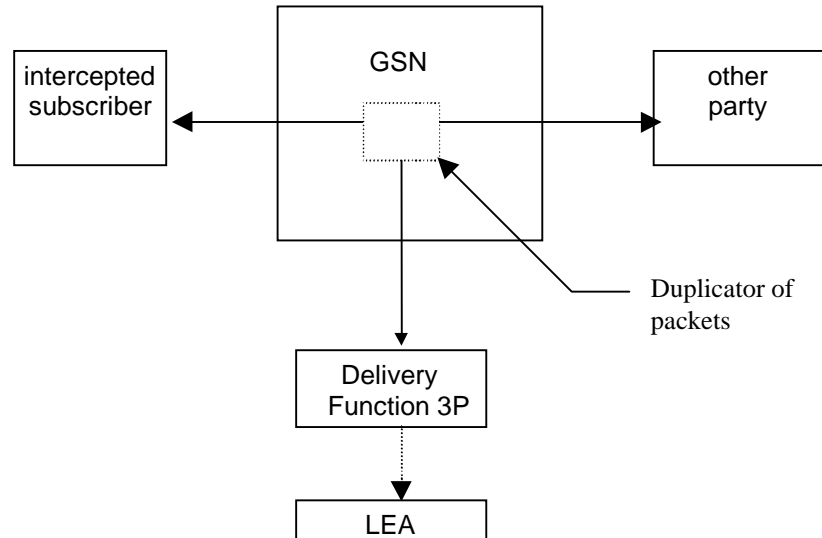 GSN
intercepted
subscriber
other
party
Duplicator of
packets
Delivery
Function 3P
LEA